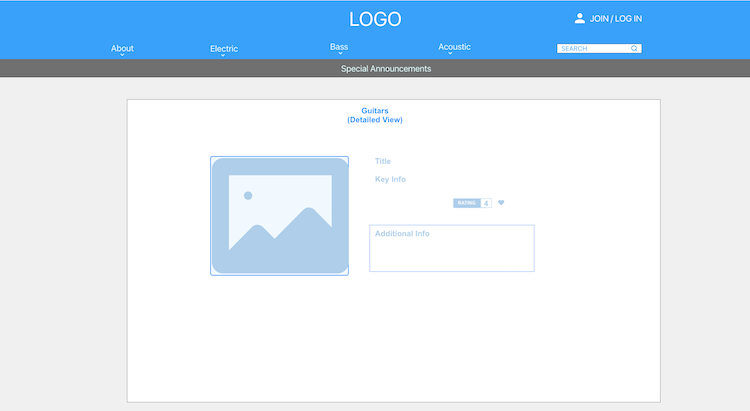 LOGO
JOIN / LOG IN
About
Electric
Bass
Acoustic
SEARCH
Special Announcements
Guitars
(Detailed View)
Title
Key Info
RATING 4
Additional Info